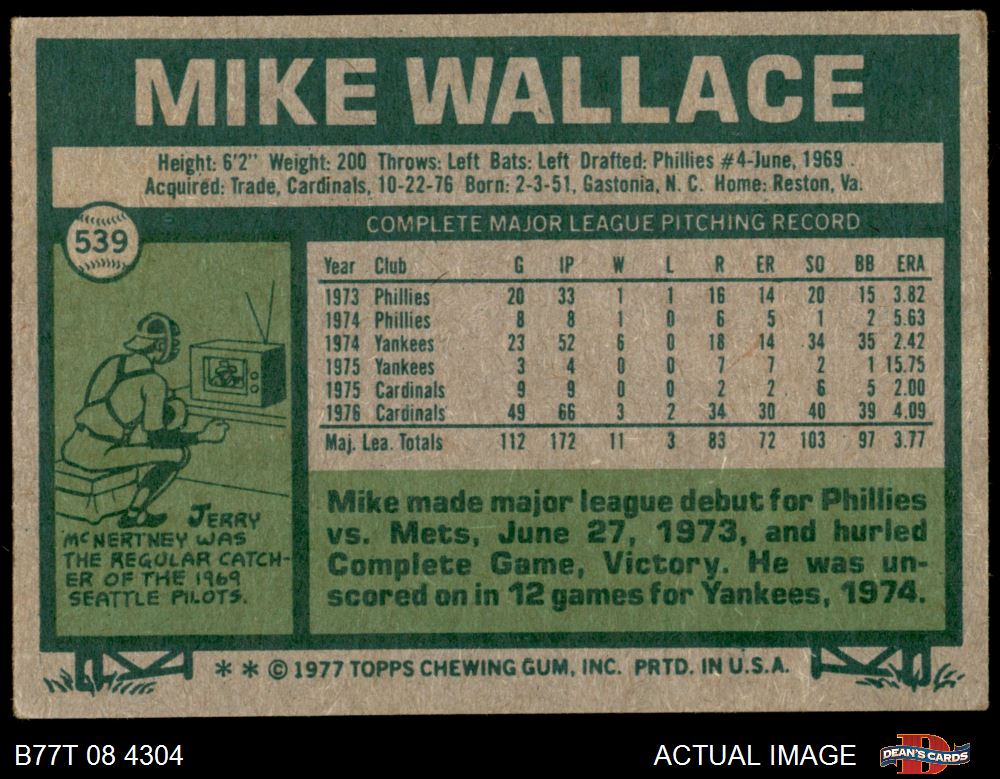 MIKE WALLACE
Height: 6'2" Weight: 200 Throws: Left Bats: Left Drafted: Phillies #4-June, 1969
Acquired: Trade, Cardinals, 10-22-76 Born: 2-3-51, Gastonia, N. C. Home: Reston, Va.
539
COMPLETE MAJOR LEAGUE PITCHING RECORD
Year Club G IP W L R ER SO BB ERA
1973 Phillies 20 33 1 1 16 14 20 15 3.82
1974 Phillies 8 8 1 0 6 5 1 2 5.63
1974 Yankees 23 52 6 0 18 14 34 35 2.42
1975 Yankees 3 4 0 0 7 7 2 1 15.75
1975 Cardinals 9 9 0 0 2 2 6 5 2.00
1976 Cardinals 49 66 3 2 34 30 40 39 4.09
Maj. Lea. Totals 112 172 11 3 83 72 103 97 3.77
JERRY
McNERTNEY WAS
THE REGULAR CATCH-
ER OF THE 1969
SEATTLE PILOTS.
Mike made major league debut for Phillies
vs. Mets, June 27, 1973, and hurled
Complete Game, Victory. He was un-
scored on in 12 games for Yankees, 1974.
* * © 1977 TOPPS CHEWING GUM, INC. PRTD. IN U.S.A.
B77T 08 4304
ACTUAL IMAGE
DEAN'S CARDS